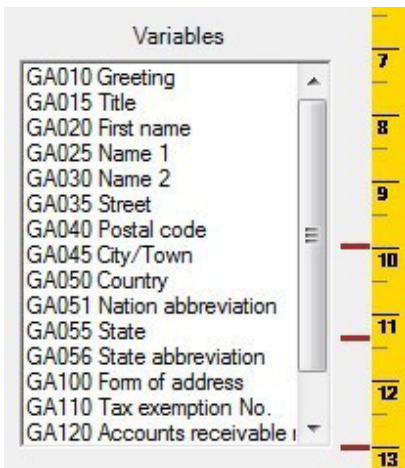 Variables
GA010 Greeting
GA015 Title
GA020 First name
GA025 Name 1
GA030 Name 2
GA035 Street
GA040 Postal code
GA045 City/Town
GA050 Country
GA051 Nation abbreviation
GA055 State
GA056 State abbreviation
GA100 Form of address
GA110 Tax exemption No.
GA120 Accounts receivable
7
8
9
10
11
12
13